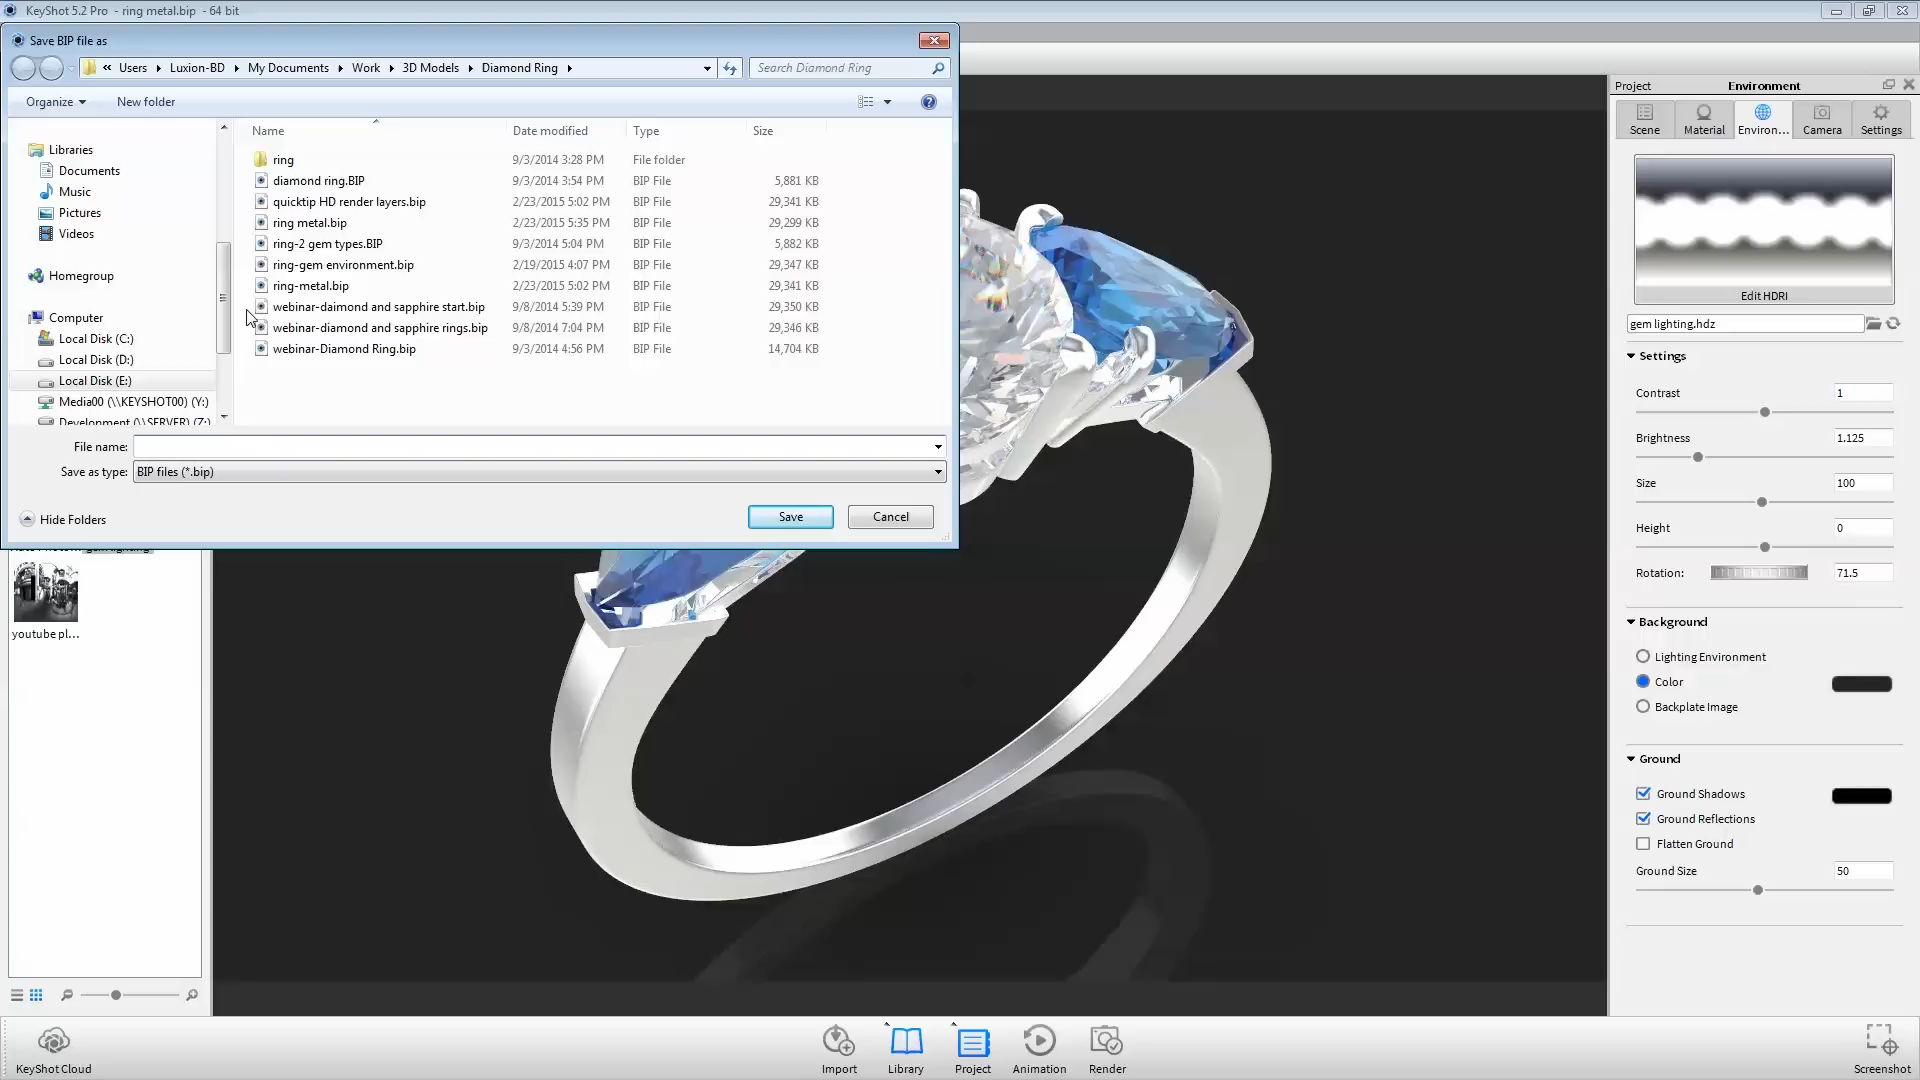 KeyShot 5.2 Pro - ring metal.bip - 64 bit
Save BIP file as
« Users Luxion-BD My Documents Work 3D Models Diamond Ring
Search Diamond Ring
Organize New folder
Name Date modified Type Size
Libraries
Documents
Music
Pictures
Videos
Homegroup
Computer
Local Disk (C:)
Local Disk (D:)
Local Disk (E:)
Media00 (\\KEYSHOT00) (Y:)
Development (\\SERVER) (Z:)
ring 9/3/2014 3:28 PM File folder
diamond ring.BIP 9/3/2014 3:54 PM BIP File 5,881 KB
quicktip HD render layers.bip 2/23/2015 5:02 PM BIP File 29,341 KB
ring metal.bip 2/23/2015 5:35 PM BIP File 29,299 KB
ring-2 gem types.BIP 9/3/2014 5:04 PM BIP File 5,882 KB
ring-gem environment.bip 2/19/2015 4:07 PM BIP File 29,347 KB
ring-metal.bip 2/23/2015 5:02 PM BIP File 29,341 KB
webinar-daimond and sapphire start.bip 9/8/2014 5:39 PM BIP File 29,350 KB
webinar-diamond and sapphire rings.bip 9/8/2014 7:04 PM BIP File 29,346 KB
webinar-Diamond Ring.bip 9/3/2014 4:56 PM BIP File 14,704 KB
File name:
Save as type: BIP files (*.bip)
Hide Folders
Save Cancel
youtube pl...
Project Environment
Scene Material Environ... Camera Settings
Edit HDRI
gem lighting.hdz
Settings
Contrast 1
Brightness 1.125
Size 100
Height 0
Rotation: 71.5
Background
Lighting Environment
Color
Backplate Image
Ground
Ground Shadows
Ground Reflections
Flatten Ground
Ground Size 50
KeyShot Cloud
Import Library Project Animation Render
Screenshot